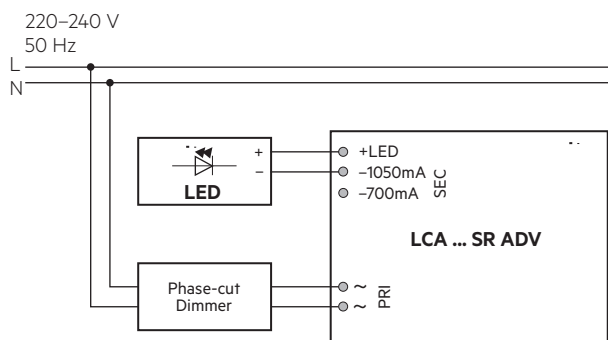 220–240 V
50 Hz
L
N
+
–
LED
+LED
–1050mA
–700mA
SEC
LCA ... SR ADV
Phase-cut
Dimmer
~
~
PRI